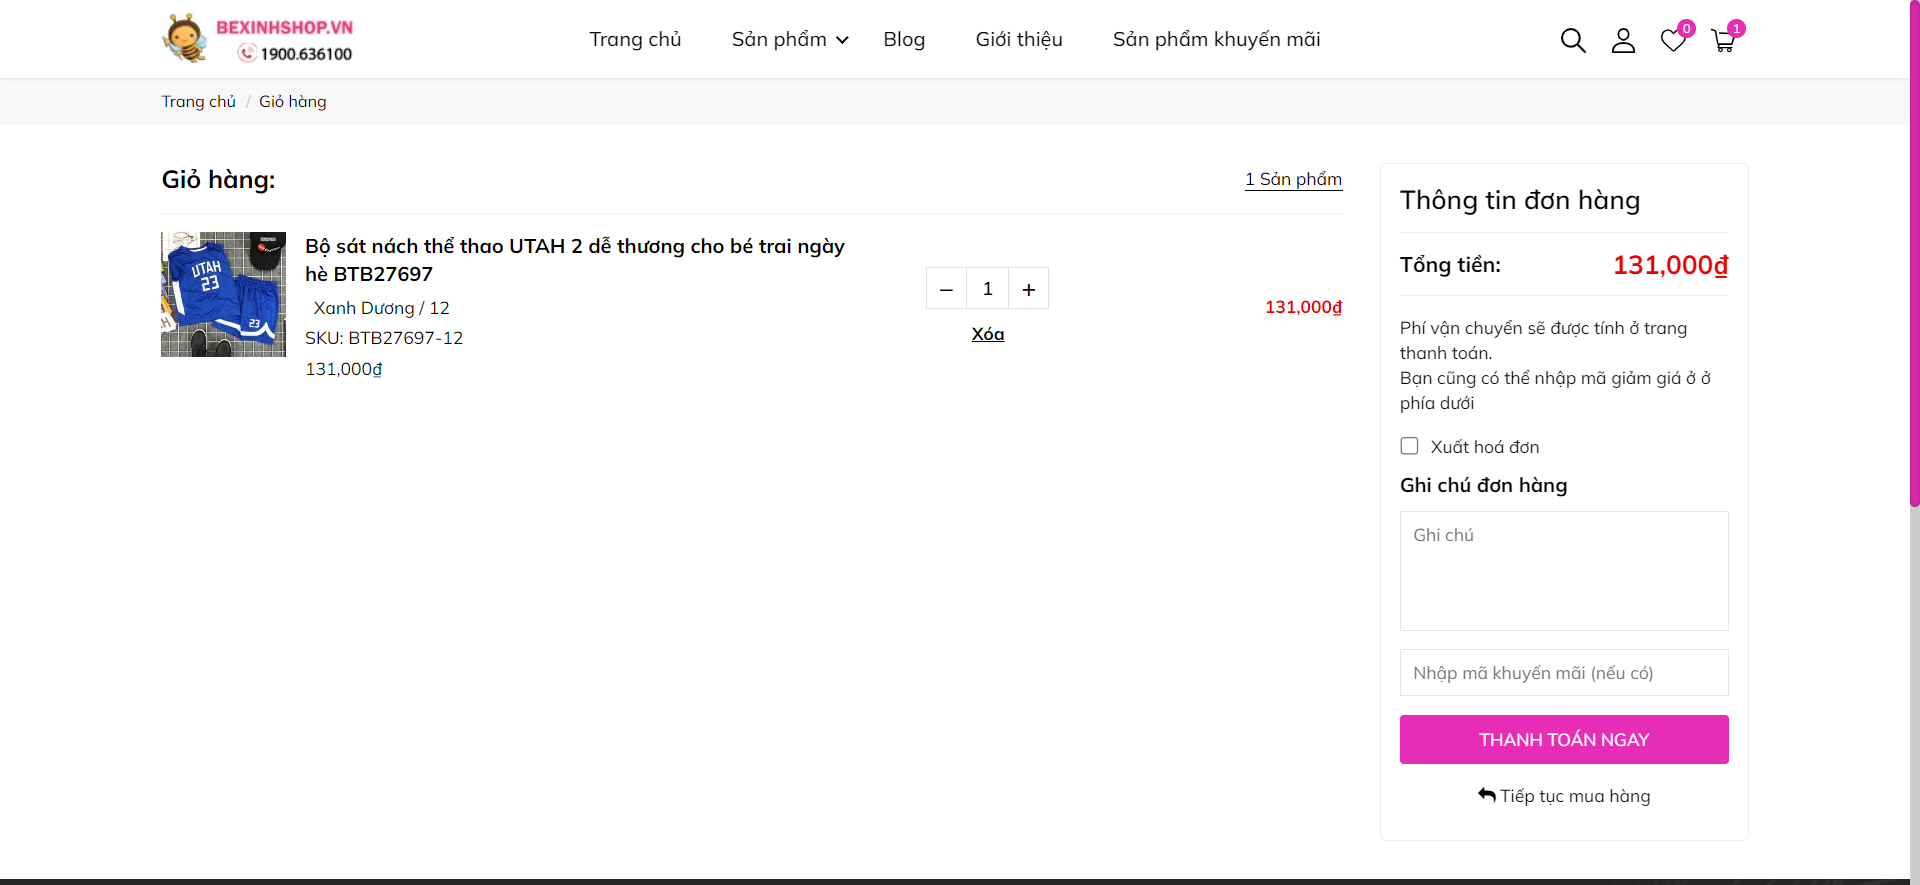 BEXINHSHOP.VN
1900.636100
Trang chủ
Sản phẩm
Blog
Giới thiệu
Sản phẩm khuyến mãi
0
1
Trang chủ / Giỏ hàng
Giỏ hàng:
1 Sản phẩm
UTAH
23
23
Bộ sát nách thể thao UTAH 2 dễ thương cho bé trai ngày
hè BTB27697
Xanh Dương / 12
SKU: BTB27697-12
131,000₫
– 1 +
Xóa
131,000₫
Thông tin đơn hàng
Tổng tiền: 131,000₫
Phí vận chuyển sẽ được tính ở trang
thanh toán.
Bạn cũng có thể nhập mã giảm giá ở ở
phía dưới
Xuất hoá đơn
Ghi chú đơn hàng
Ghi chú
Nhập mã khuyến mãi (nếu có)
THANH TOÁN NGAY
Tiếp tục mua hàng